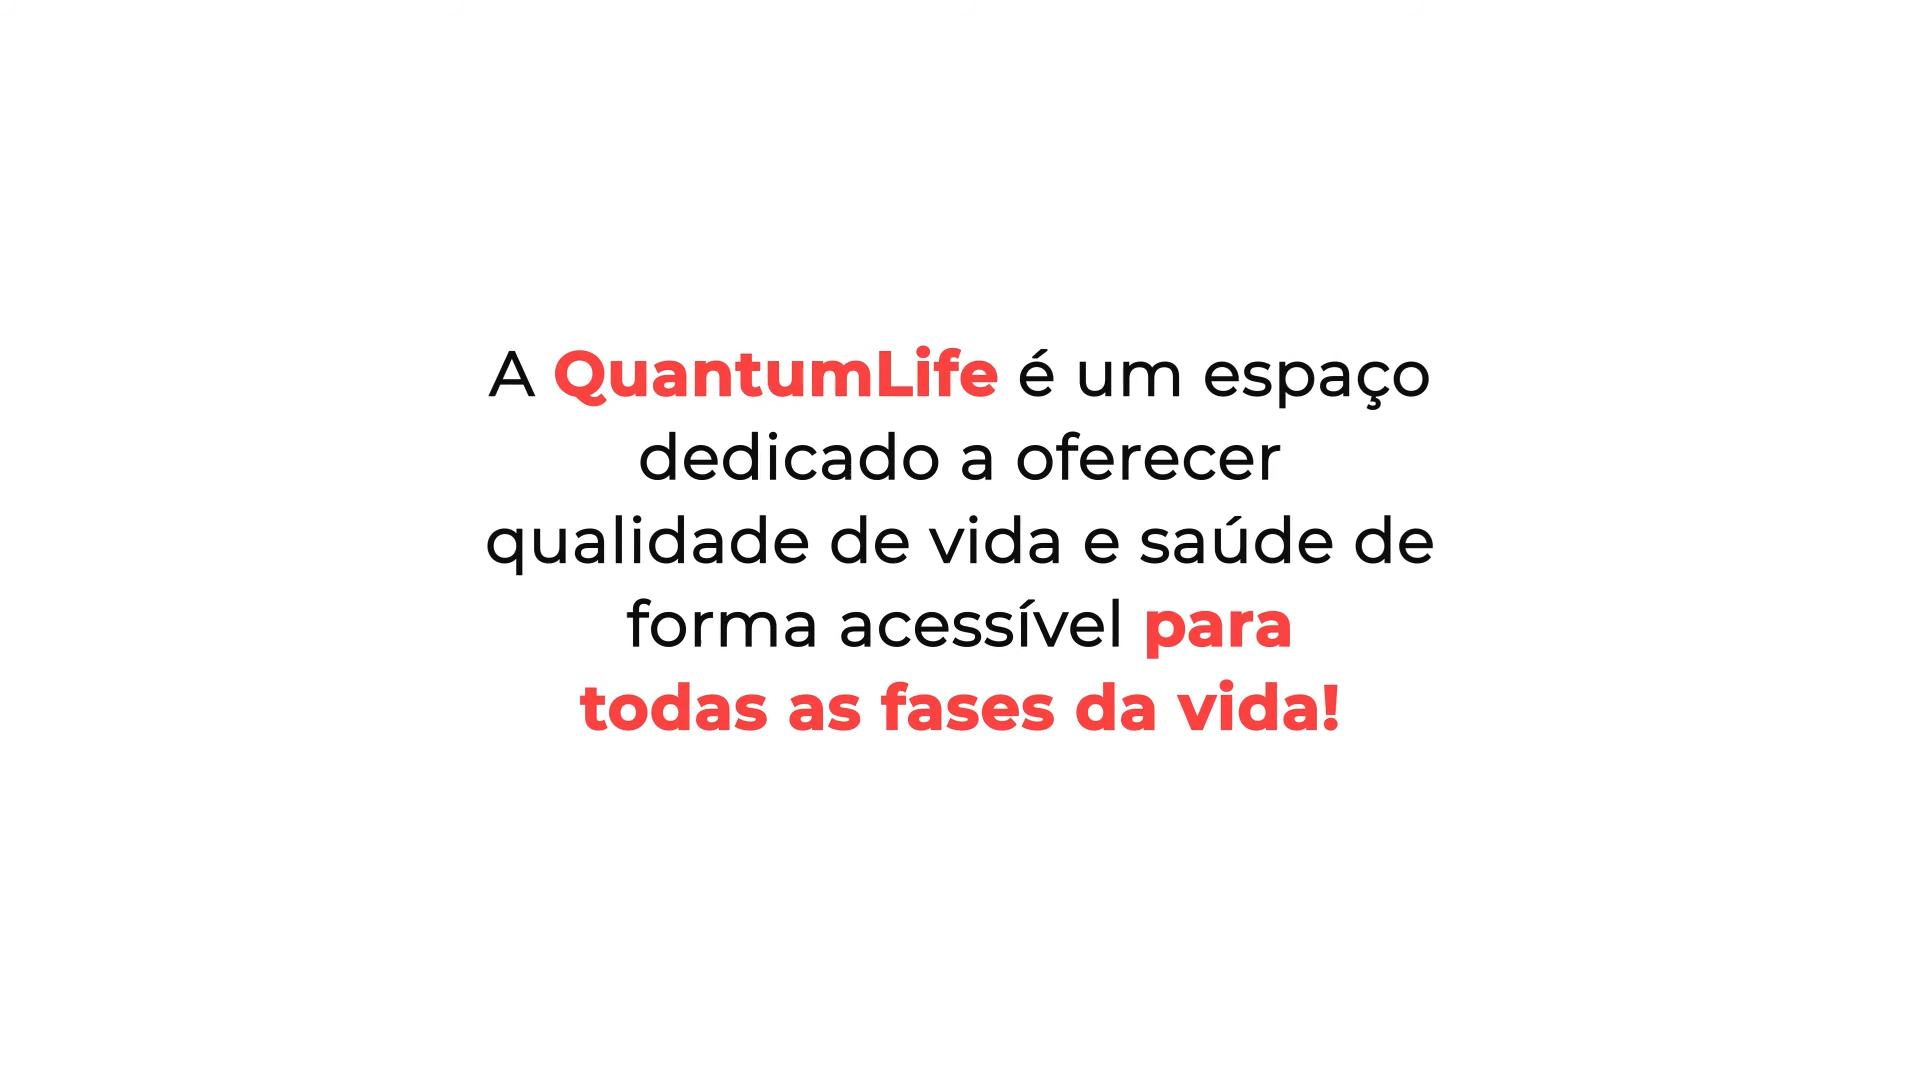 A QuantumLife é um espaço
dedicado a oferecer
qualidade de vida e saúde de
forma acessível para
todas as fases da vida!